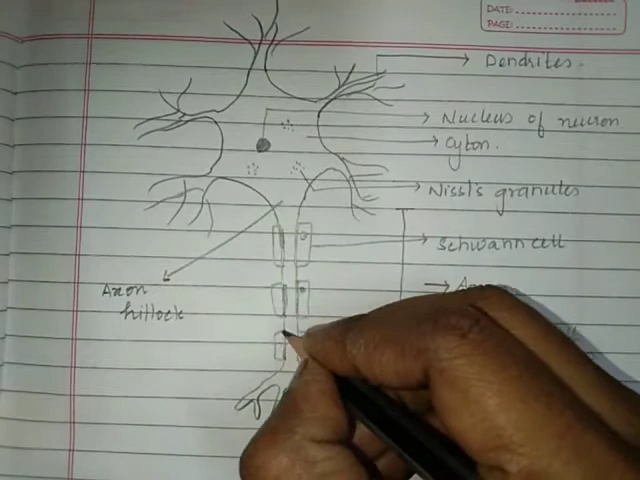 DATE:
PAGE:
Dendrites.
Nucleus of neuron
Cyton.
Nissl's granules
Schwann cell
Axon
hillock